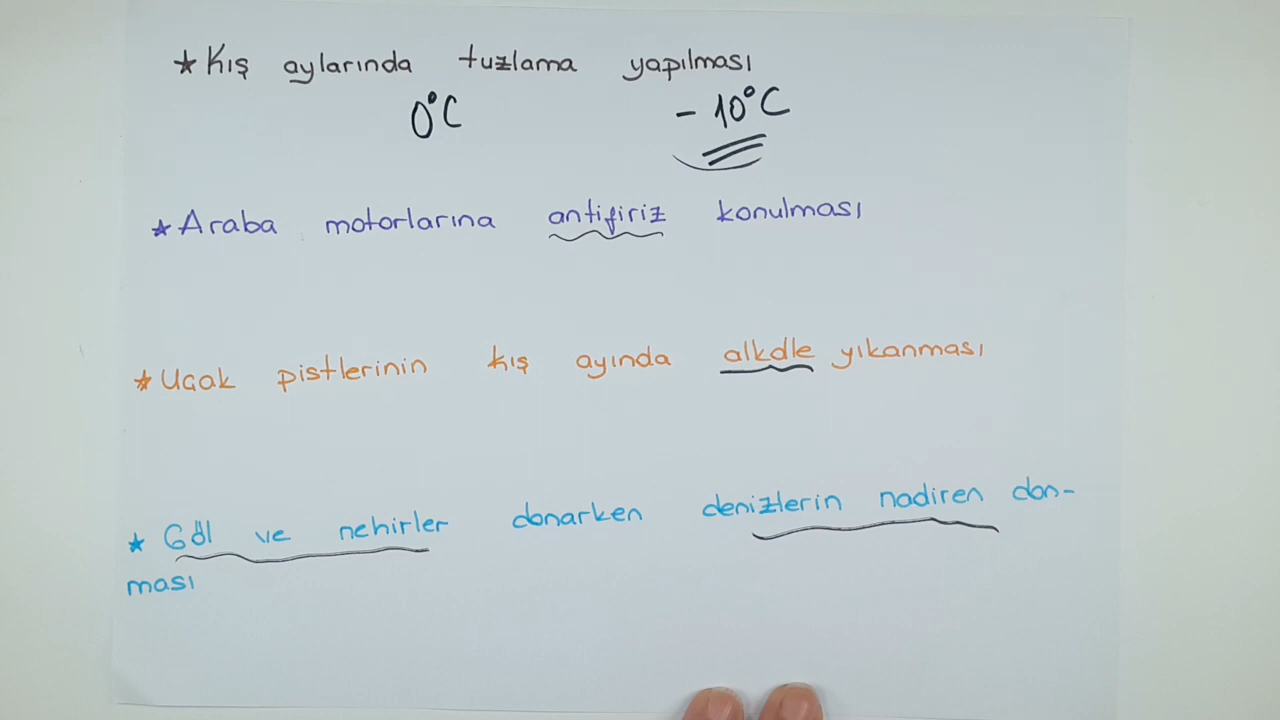 ★ Kış aylarında tuzlama yapılması
0°C - 10°C
★ Araba motorlarına antifiriz konulması
★ Ucak pistlerinin kış ayında alkolle yıkanması
★ Göl ve nehirler donarken denizlerin nadiren don-
ması